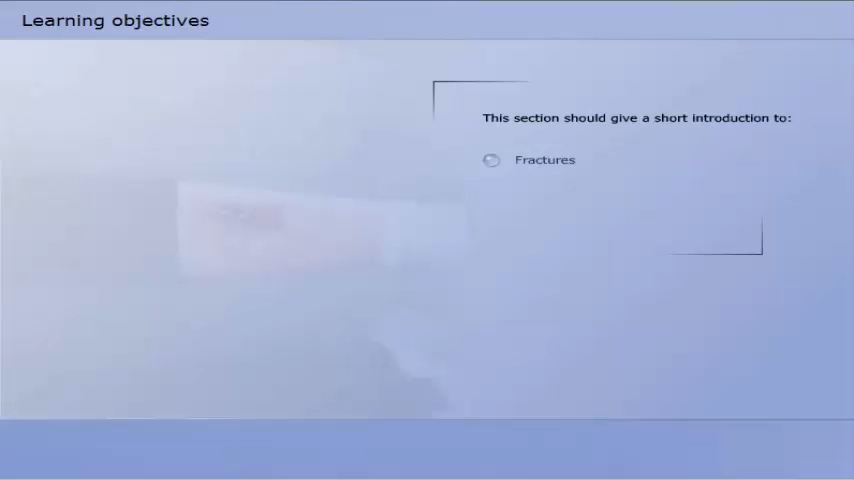 Learning objectives
This section should give a short introduction to:
Fractures